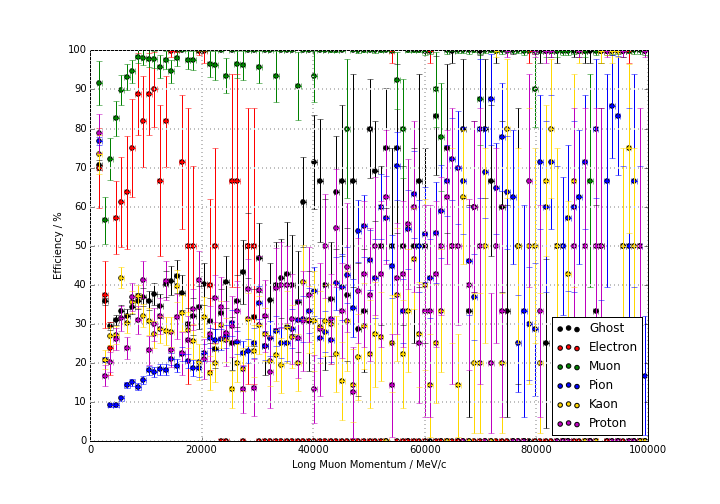 100
90
80
70
60
50
40
30
20
10
0
Efficiency / %
Ghost
Electron
Muon
Pion
Kaon
Proton
0 20000 40000 60000 80000 100000
Long Muon Momentum / MeV/c